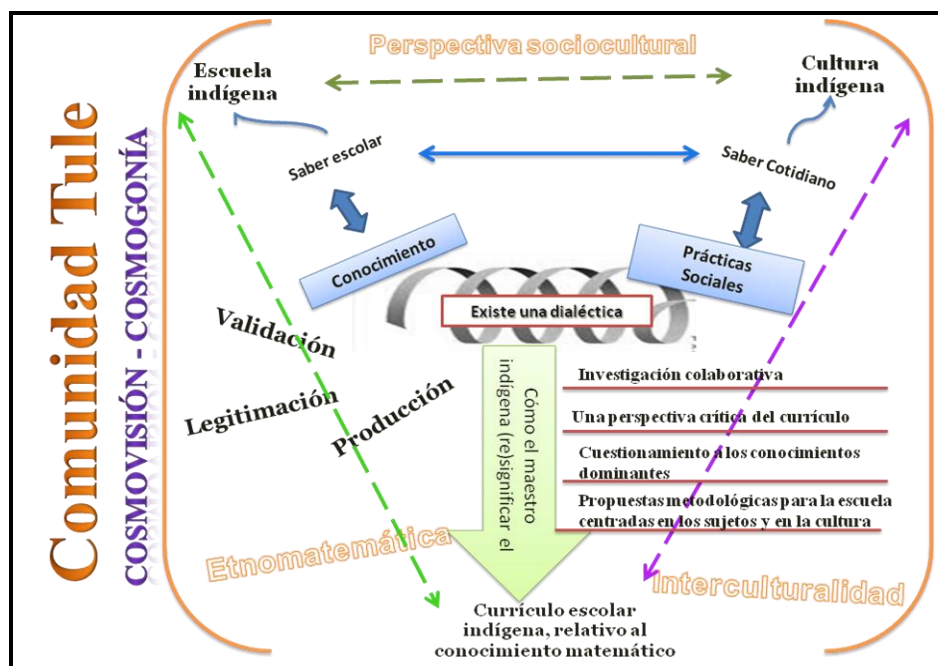 Comunidad Tule
COSMOVISIÓN - COSMOGONÍA
Perspectiva sociocultural
Escuela
indígena
Cultura
indígena
Saber escolar
Saber Cotidiano
Conocimiento
Prácticas
Sociales
Existe una dialéctica
Validación
Legitimación
Producción
Cómo el maestro
indígena (re)significar el
Investigación colaborativa
Una perspectiva crítica del currículo
Cuestionamiento a los conocimientos
dominantes
Propuestas metodológicas para la escuela
centradas en los sujetos y en la cultura
Etnomatemática
Interculturalidad
Currículo escolar
indígena, relativo al
conocimiento matemático